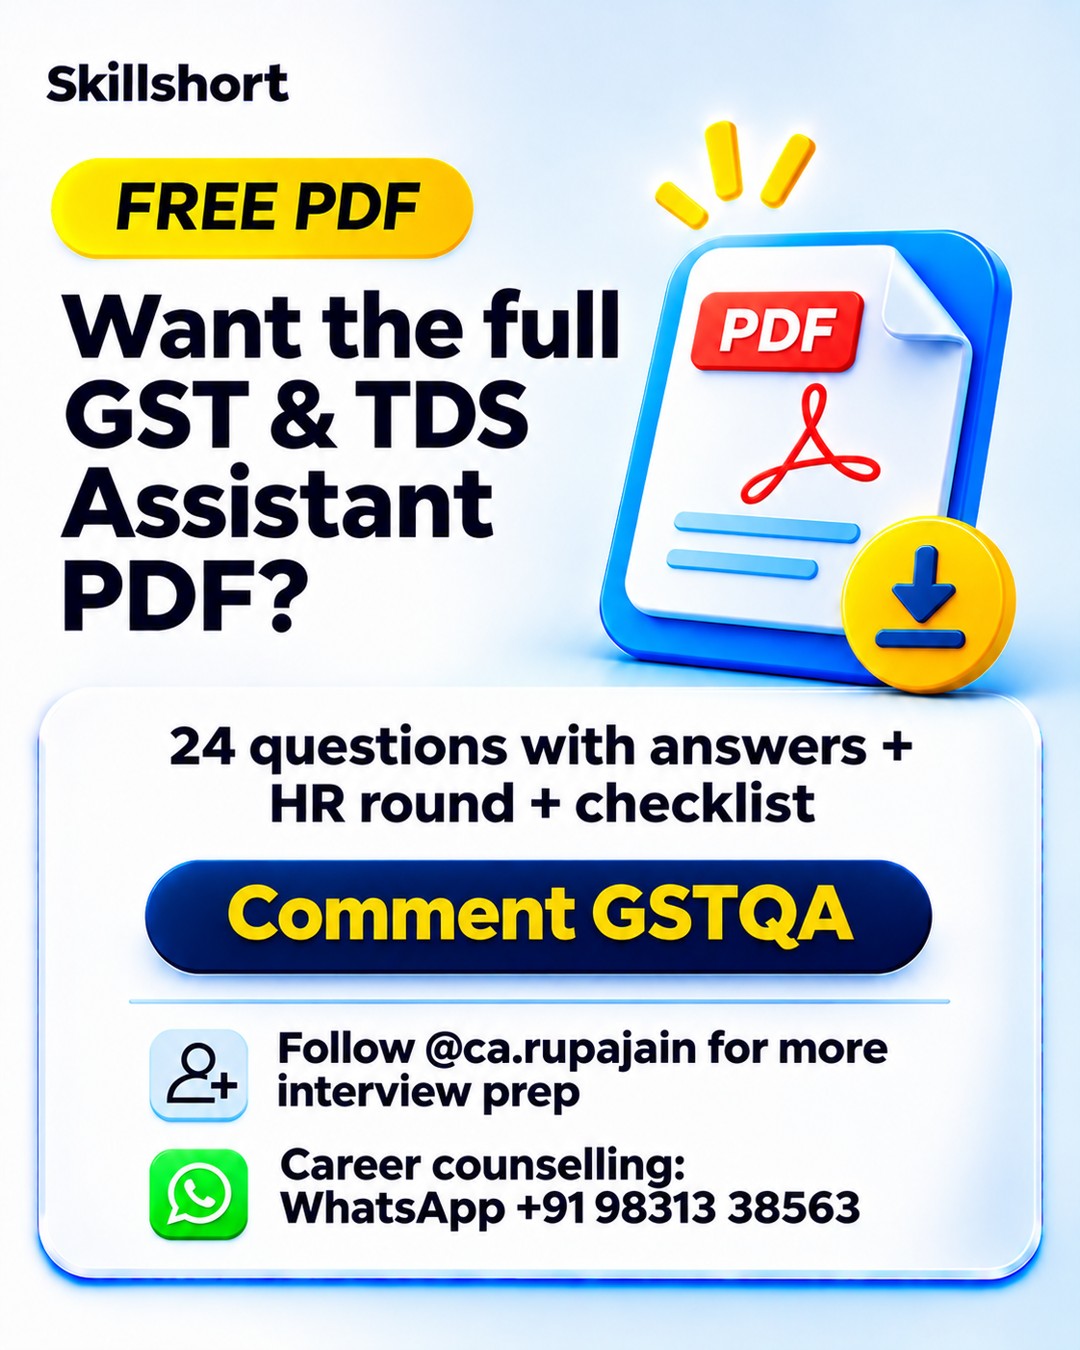 Skillshort
FREE PDF
Want the full
GST & TDS
Assistant
PDF?
PDF
24 questions with answers +
HR round + checklist
Comment GSTQA
Follow @ca.rupajain for more
interview prep
Career counselling:
WhatsApp +91 98313 38563